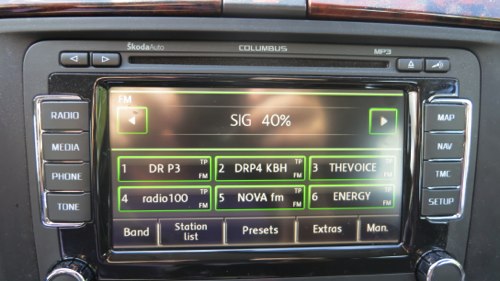 ŠkodaAuto COLUMBUS MP3
FM
SIG 40%
RADIO
MEDIA
PHONE
TONE
MAP
NAV
TMC
SETUP
1 DR P3 TP FM 2 DRP4 KBH TP FM 3 THEVOICE TP FM
4 radio100 TP FM 5 NOVA fm TP FM 6 ENERGY TP FM
Band Station list Presets Extras Man.